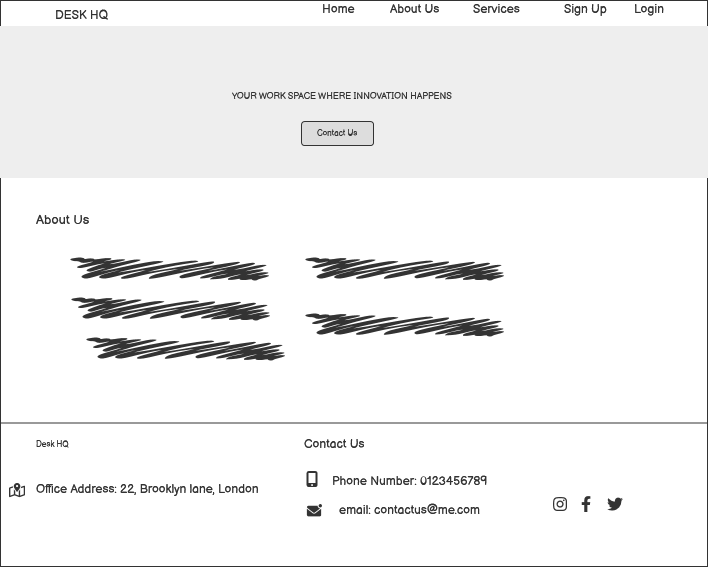 DESK HQ
Home About Us Services Sign Up Login
YOUR WORK SPACE WHERE INNOVATION HAPPENS
Contact Us
About Us
Desk HQ
Office Address: 22, Brooklyn lane, London
Contact Us
Phone Number: 0123456789
email: contactus@me.com